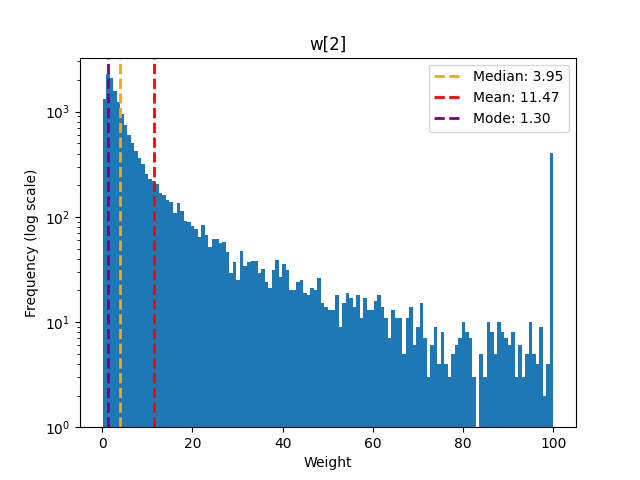 w[2]
Median: 3.95
Mean: 11.47
Mode: 1.30
Frequency (log scale)
10³
10²
10¹
10⁰
0 20 40 60 80 100
Weight